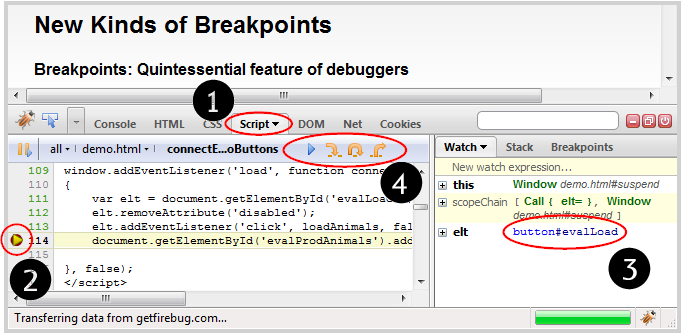 New Kinds of Breakpoints
Breakpoints: Quintessential feature of debuggers
1
Console HTML CSS Script DOM Net Cookies
all demo.html connectE...oButtons
4
Watch Stack Breakpoints
New watch expression...
this Window demo.html#suspend
scopeChain [ Call { elt= }, Window
demo.html#suspend ]
elt button#evalLoad
3
109 window.addEventListener('load', function conne
110 {
111 var elt = document.getElementById('evalLoa
112 elt.removeAttribute('disabled');
113 elt.addEventListener('click', loadAnimals, fal
114 document.getElementById('evalProdAnimals').add
115
2
}, false);
</script>
Transferring data from getfirebug.com...